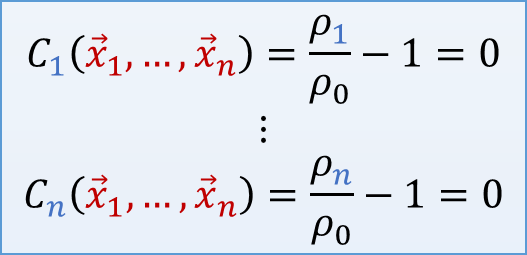 C₁(x⃗₁, …, x⃗ₙ) = ρ₁/ρ₀ − 1 = 0
⋮
Cₙ(x⃗₁, …, x⃗ₙ) = ρₙ/ρ₀ − 1 = 0